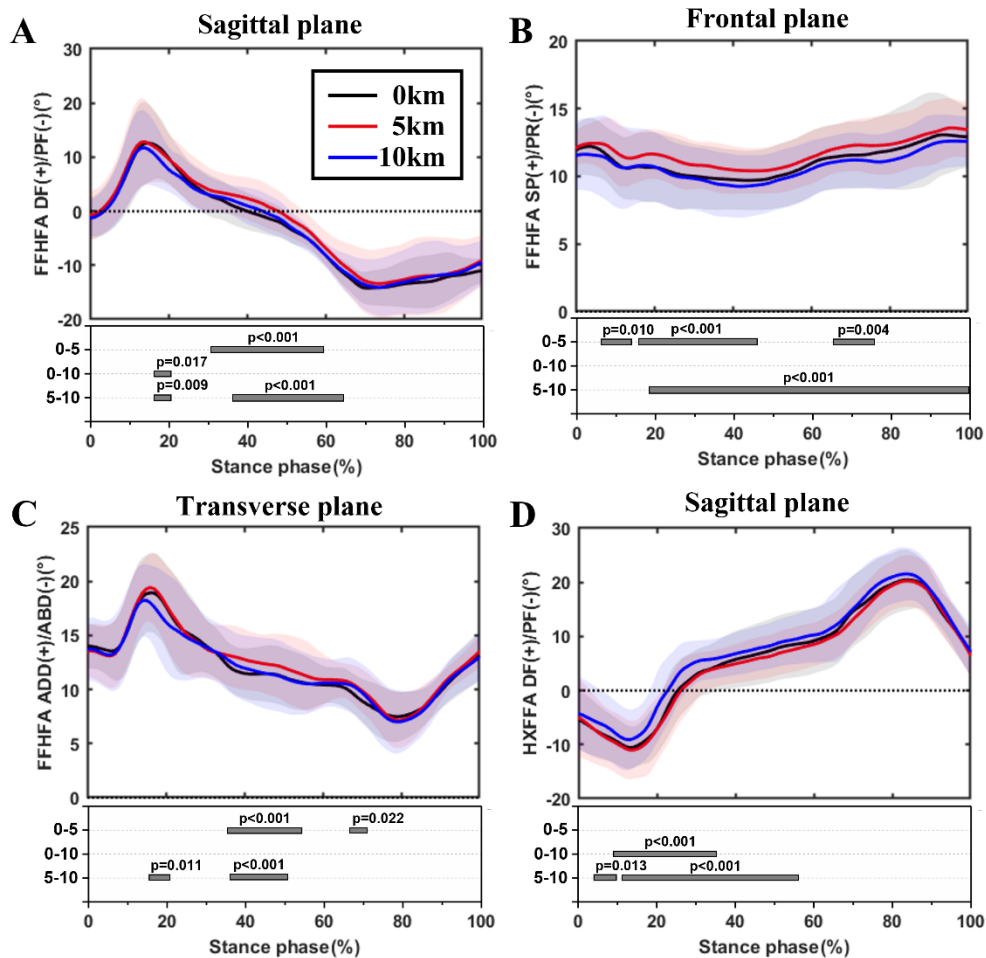 A
Sagittal plane
FFHFA DF(+)/PF(-)(°)
30
20
10
0
-10
-20
0km
5km
10km
0-5
0-10
5-10
p<0.001
p=0.017
p=0.009
p<0.001
0
20
40
60
80
100
Stance phase(%)
B
Frontal plane
FFHFA SP(+)/PR(-)(°)
20
15
10
5
0
0-5
0-10
5-10
p=0.010
p<0.001
p=0.004
p<0.001
0
20
40
60
80
100
Stance phase(%)
C
Transverse plane
FFHFA ADD(+)/ABD(-)(°)
25
20
15
10
5
0
0-5
0-10
5-10
p<0.001
p=0.022
p=0.011
p<0.001
0
20
40
60
80
100
Stance phase(%)
D
Sagittal plane
HXFFA DF(+)/PF(-)(°)
30
20
10
0
-10
-20
0-5
0-10
5-10
p<0.001
p=0.013
p<0.001
0
20
40
60
80
100
Stance phase(%)